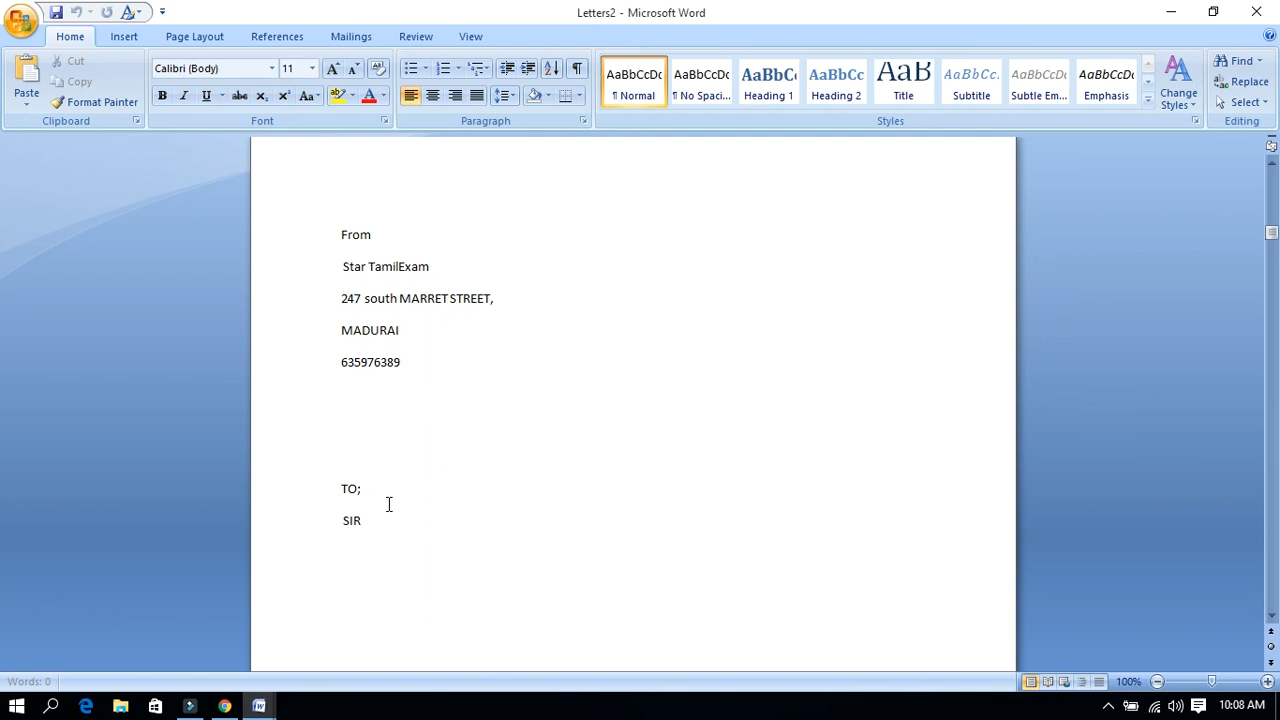 Letters2 - Microsoft Word
Home Insert Page Layout References Mailings Review View
Paste
Cut
Copy
Format Painter
Clipboard
Calibri (Body) 11
Font
Paragraph
AaBbCcDc AaBbCcDc AaBbC AaBbCc AaB AaBbCc. AaBbCcDc AaBbCcDc
¶ Normal ¶ No Spaci... Heading 1 Heading 2 Title Subtitle Subtle Em... Emphasis
Change Styles
Styles
Find
Replace
Select
Editing
From
Star TamilExam
247 south MARRET STREET,
MADURAI
635976389
TO;
SIR
Words: 0
100%
10:08 AM